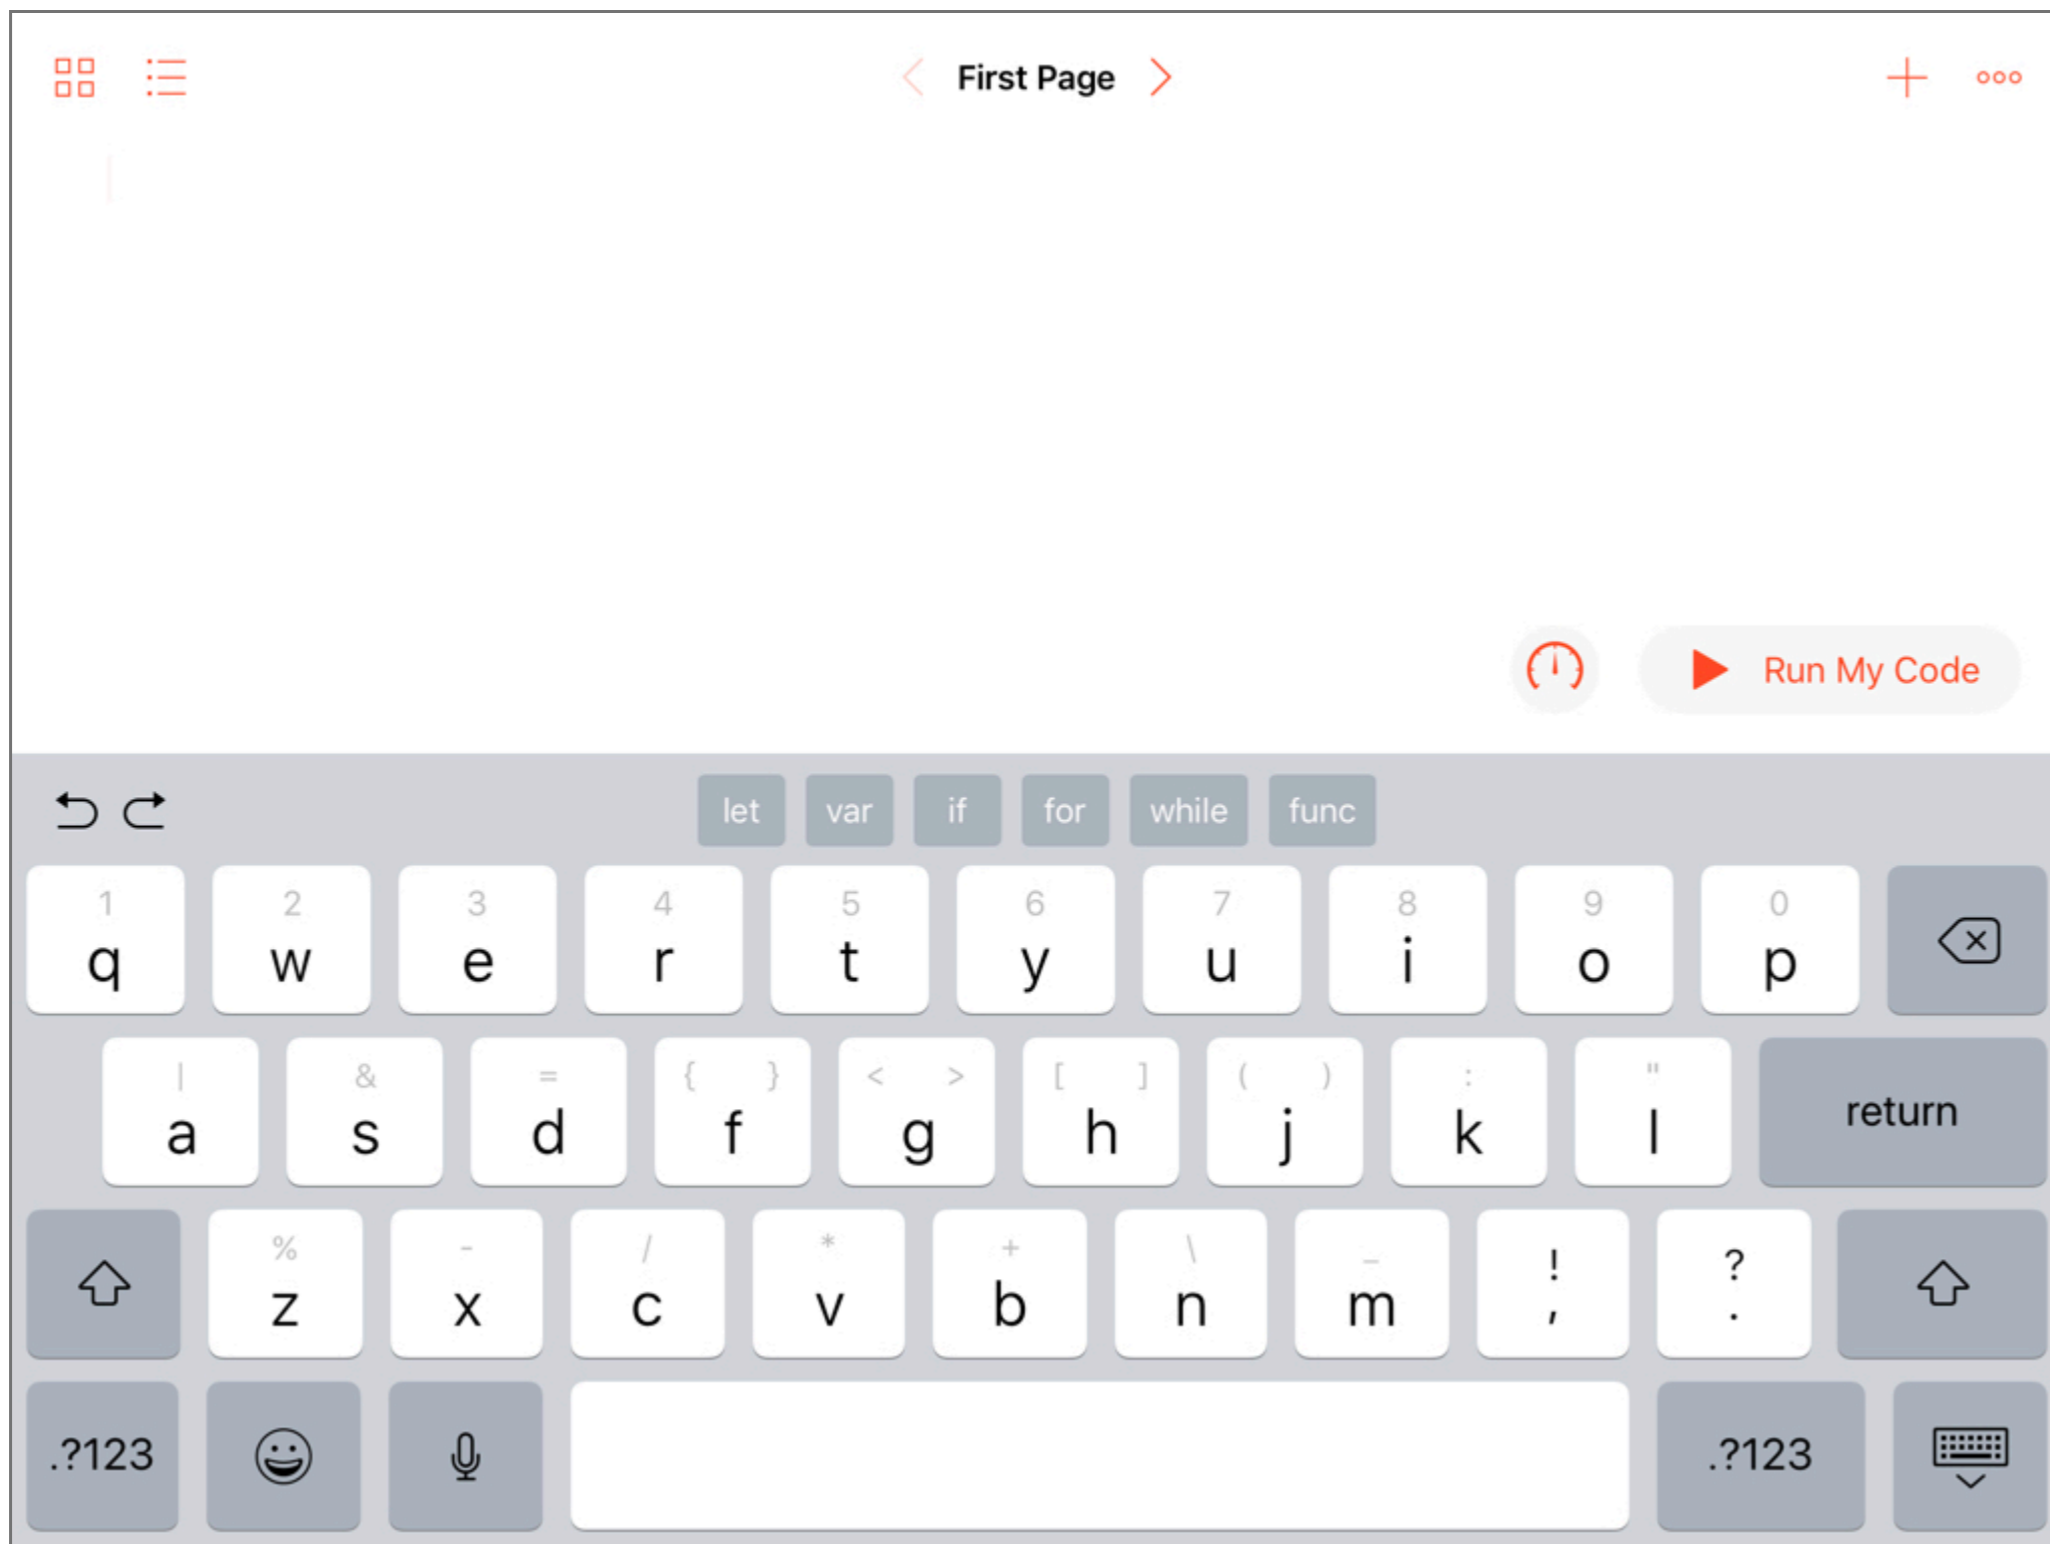 First Page
Run My Code
let var if for while func
1 2 3 4 5 6 7 8 9 0
q w e r t y u i o p
| & = { } < > [ ] ( ) : "
a s d f g h j k l return
% - / * + \ _ ! ?
z x c v b n m , .
.?123 .?123